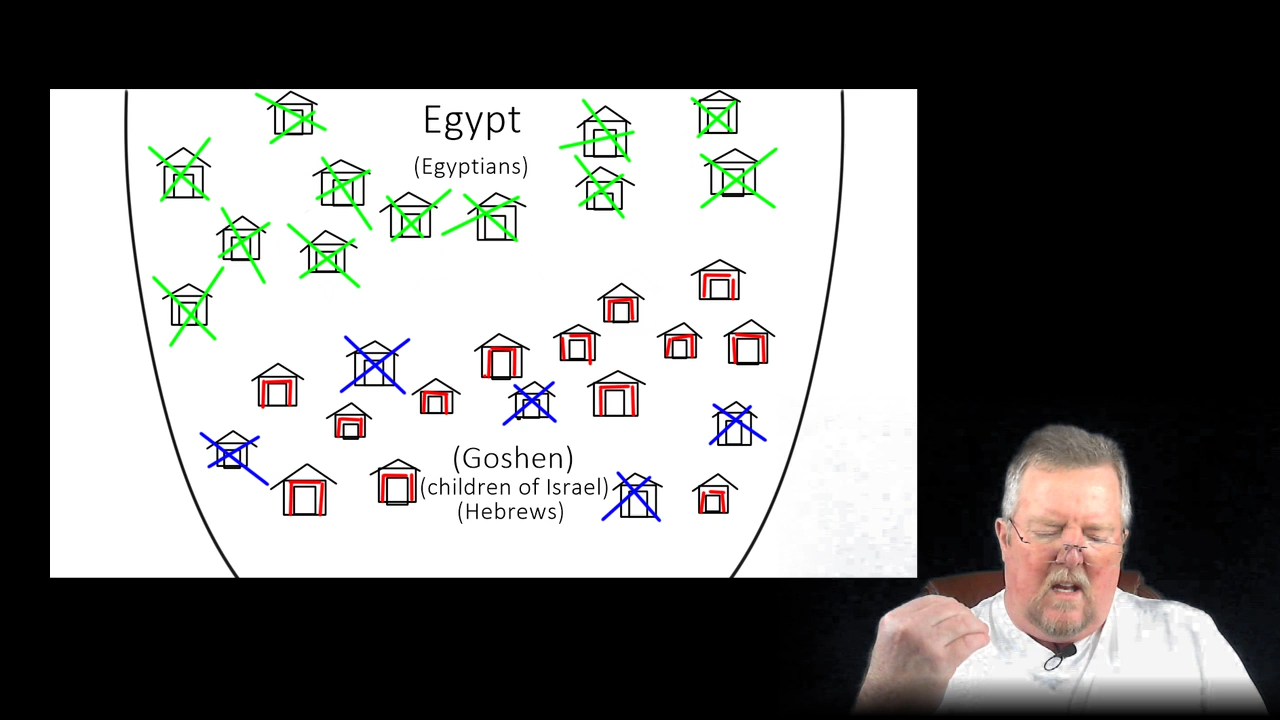 Egypt
(Egyptians)
(Goshen)
(children of Israel)
(Hebrews)